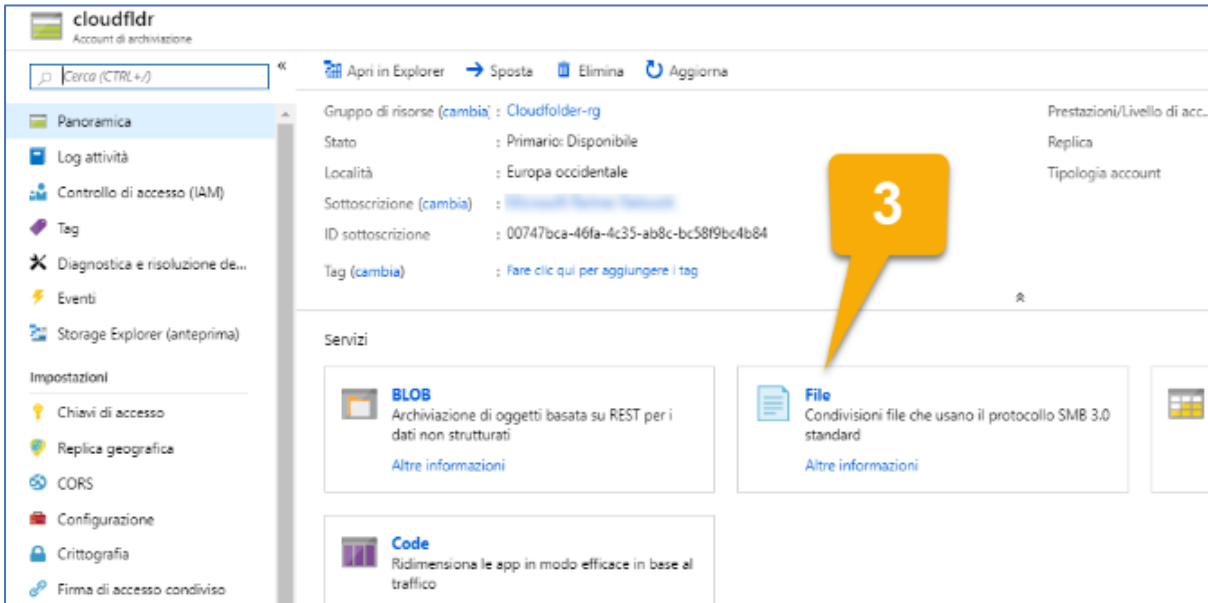 cloudfldr
Account di archiviazione
Cerca (CTRL+/)
«
Apri in Explorer
Sposta
Elimina
Aggiorna
Panoramica
Log attività
Controllo di accesso (IAM)
Tag
Diagnostica e risoluzione de...
Eventi
Storage Explorer (anteprima)
Impostazioni
Chiavi di accesso
Replica geografica
CORS
Configurazione
Crittografia
Firma di accesso condiviso
Gruppo di risorse (cambia) : Cloudfolder-rg
Stato : Primario: Disponibile
Località : Europa occidentale
Sottoscrizione (cambia) :
ID sottoscrizione : 00747bca-46fa-4c35-ab8c-bc58f9bc4b84
Tag (cambia) : Fare clic qui per aggiungere i tag
Prestazioni/Livello di acc...
Replica
Tipologia account
3
Servizi
BLOB
Archiviazione di oggetti basata su REST per i
dati non strutturati
Altre informazioni
File
Condivisioni file che usano il protocollo SMB 3.0
standard
Altre informazioni
Code
Ridimensiona le app in modo efficace in base al
traffico